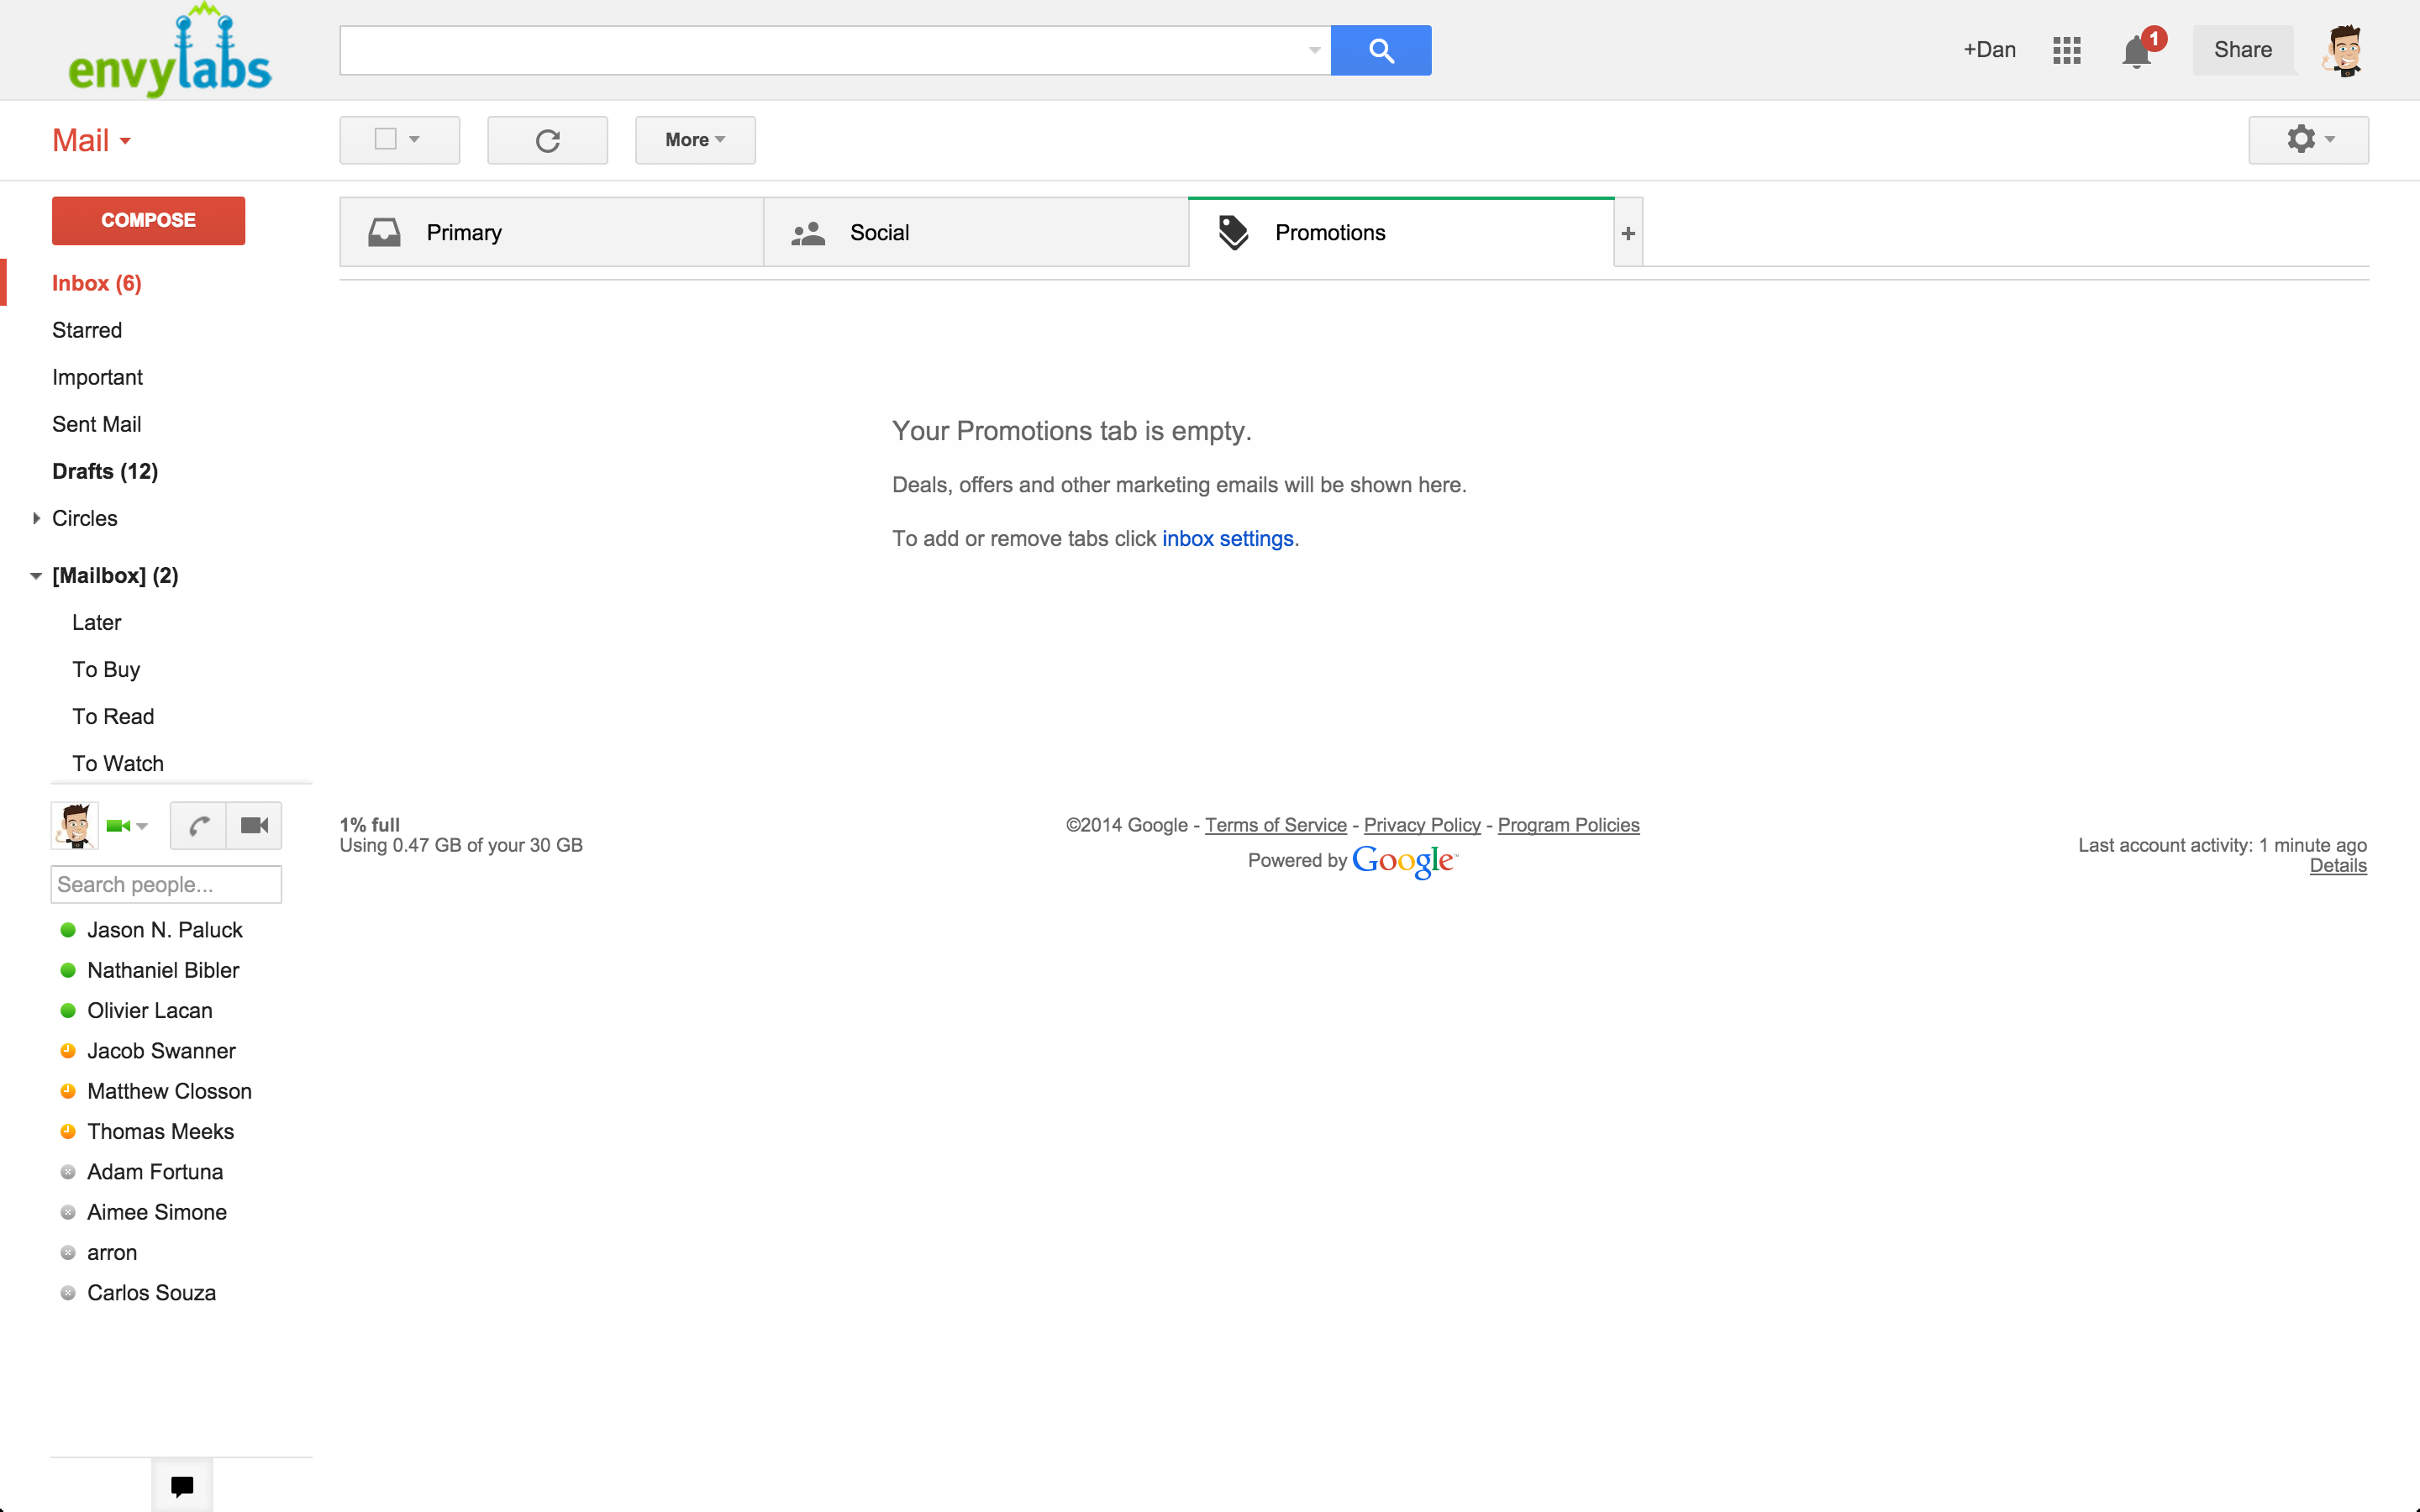 envylabs
+Dan
1
Share
Mail
More
COMPOSE
Primary
Social
Promotions
+
Inbox (6)
Starred
Important
Sent Mail
Drafts (12)
Circles
[Mailbox] (2)
Later
To Buy
To Read
To Watch
Your Promotions tab is empty.
Deals, offers and other marketing emails will be shown here.
To add or remove tabs click inbox settings.
Search people...
Jason N. Paluck
Nathaniel Bibler
Olivier Lacan
Jacob Swanner
Matthew Closson
Thomas Meeks
Adam Fortuna
Aimee Simone
arron
Carlos Souza
1% full
Using 0.47 GB of your 30 GB
©2014 Google - Terms of Service - Privacy Policy - Program Policies
Powered by Google™
Last account activity: 1 minute ago
Details